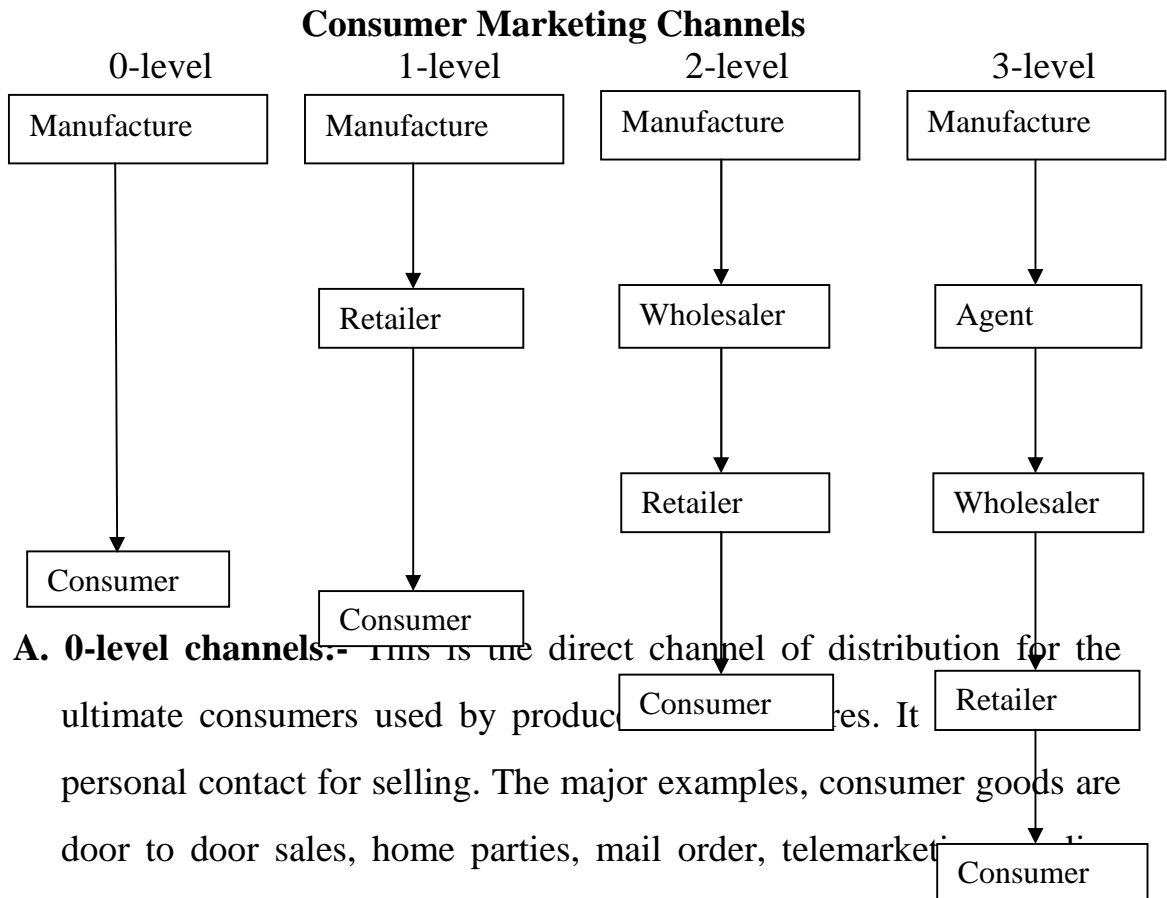 Consumer Marketing Channels
0-level 1-level 2-level 3-level
Manufacture Manufacture Manufacture Manufacture
Retailer Wholesaler Agent
Retailer Wholesaler
Consumer
Consumer
A. 0-level channels:- This is the direct channel of distribution for the
Consumer Retailer
ultimate consumers used by It
personal contact for selling. The major examples, consumer goods are
door to door sales, home parties, mail order,
Consumer